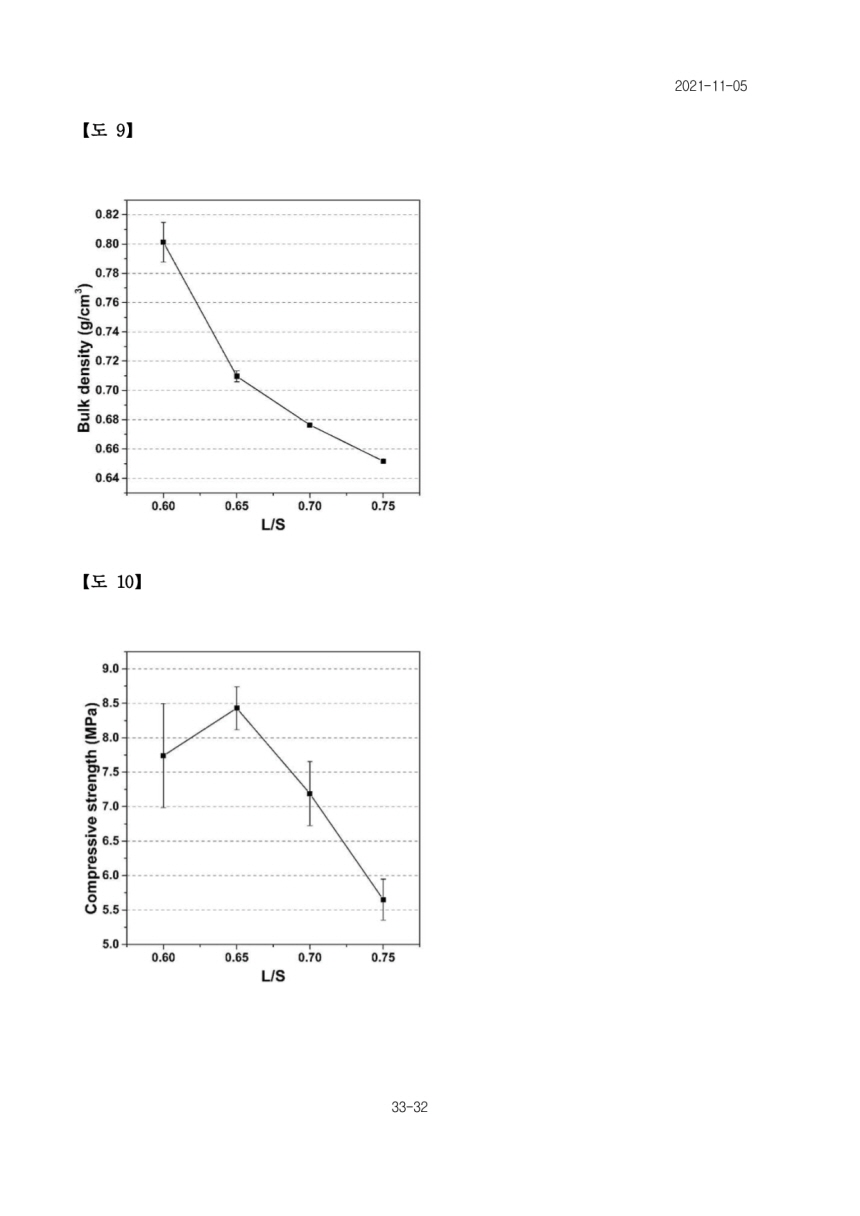 2021-11-05
【도 9】
0.82
0.80
0.78
0.76
0.74
0.72
0.70
0.68
0.66
0.64
Bulk density (g/cm³)
0.60 0.65 0.70 0.75
L/S
【도 10】
9.0
8.5
8.0
7.5
7.0
6.5
6.0
5.5
5.0
Compressive strength (MPa)
0.60 0.65 0.70 0.75
L/S
33-32